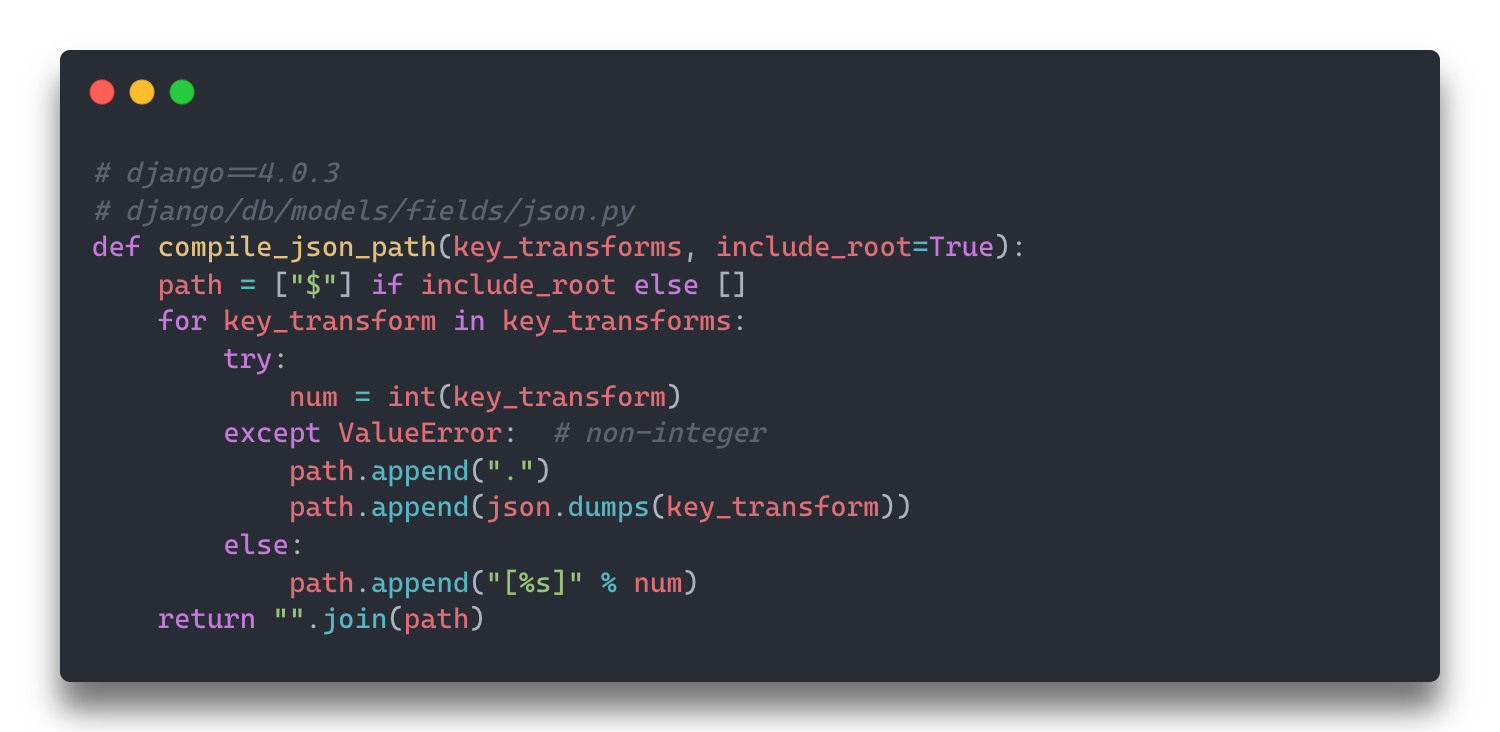 # django==4.0.3
# django/db/models/fields/json.py
def compile_json_path(key_transforms, include_root=True):
    path = ["$"] if include_root else []
    for key_transform in key_transforms:
        try:
            num = int(key_transform)
        except ValueError:  # non-integer
            path.append(".")
            path.append(json.dumps(key_transform))
        else:
            path.append("[%s]" % num)
    return "".join(path)